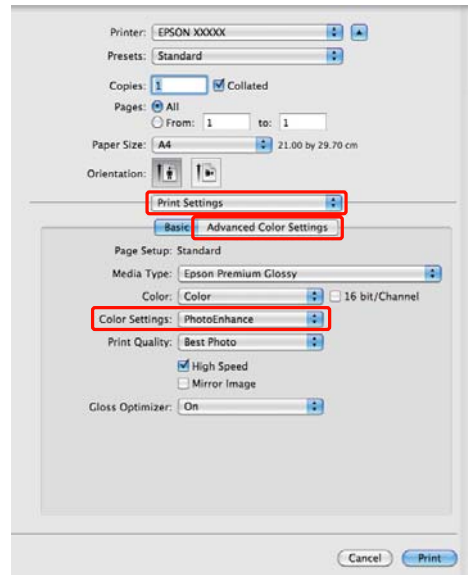 Printer: EPSON XXXXX
Presets: Standard
Copies: 1 Collated
Pages: All
From: 1 to: 1
Paper Size: A4 21.00 by 29.70 cm
Orientation:
Print Settings
Basic Advanced Color Settings
Page Setup: Standard
Media Type: Epson Premium Glossy
Color: Color 16 bit/Channel
Color Settings: PhotoEnhance
Print Quality: Best Photo
High Speed
Mirror Image
Gloss Optimizer: On
Cancel Print